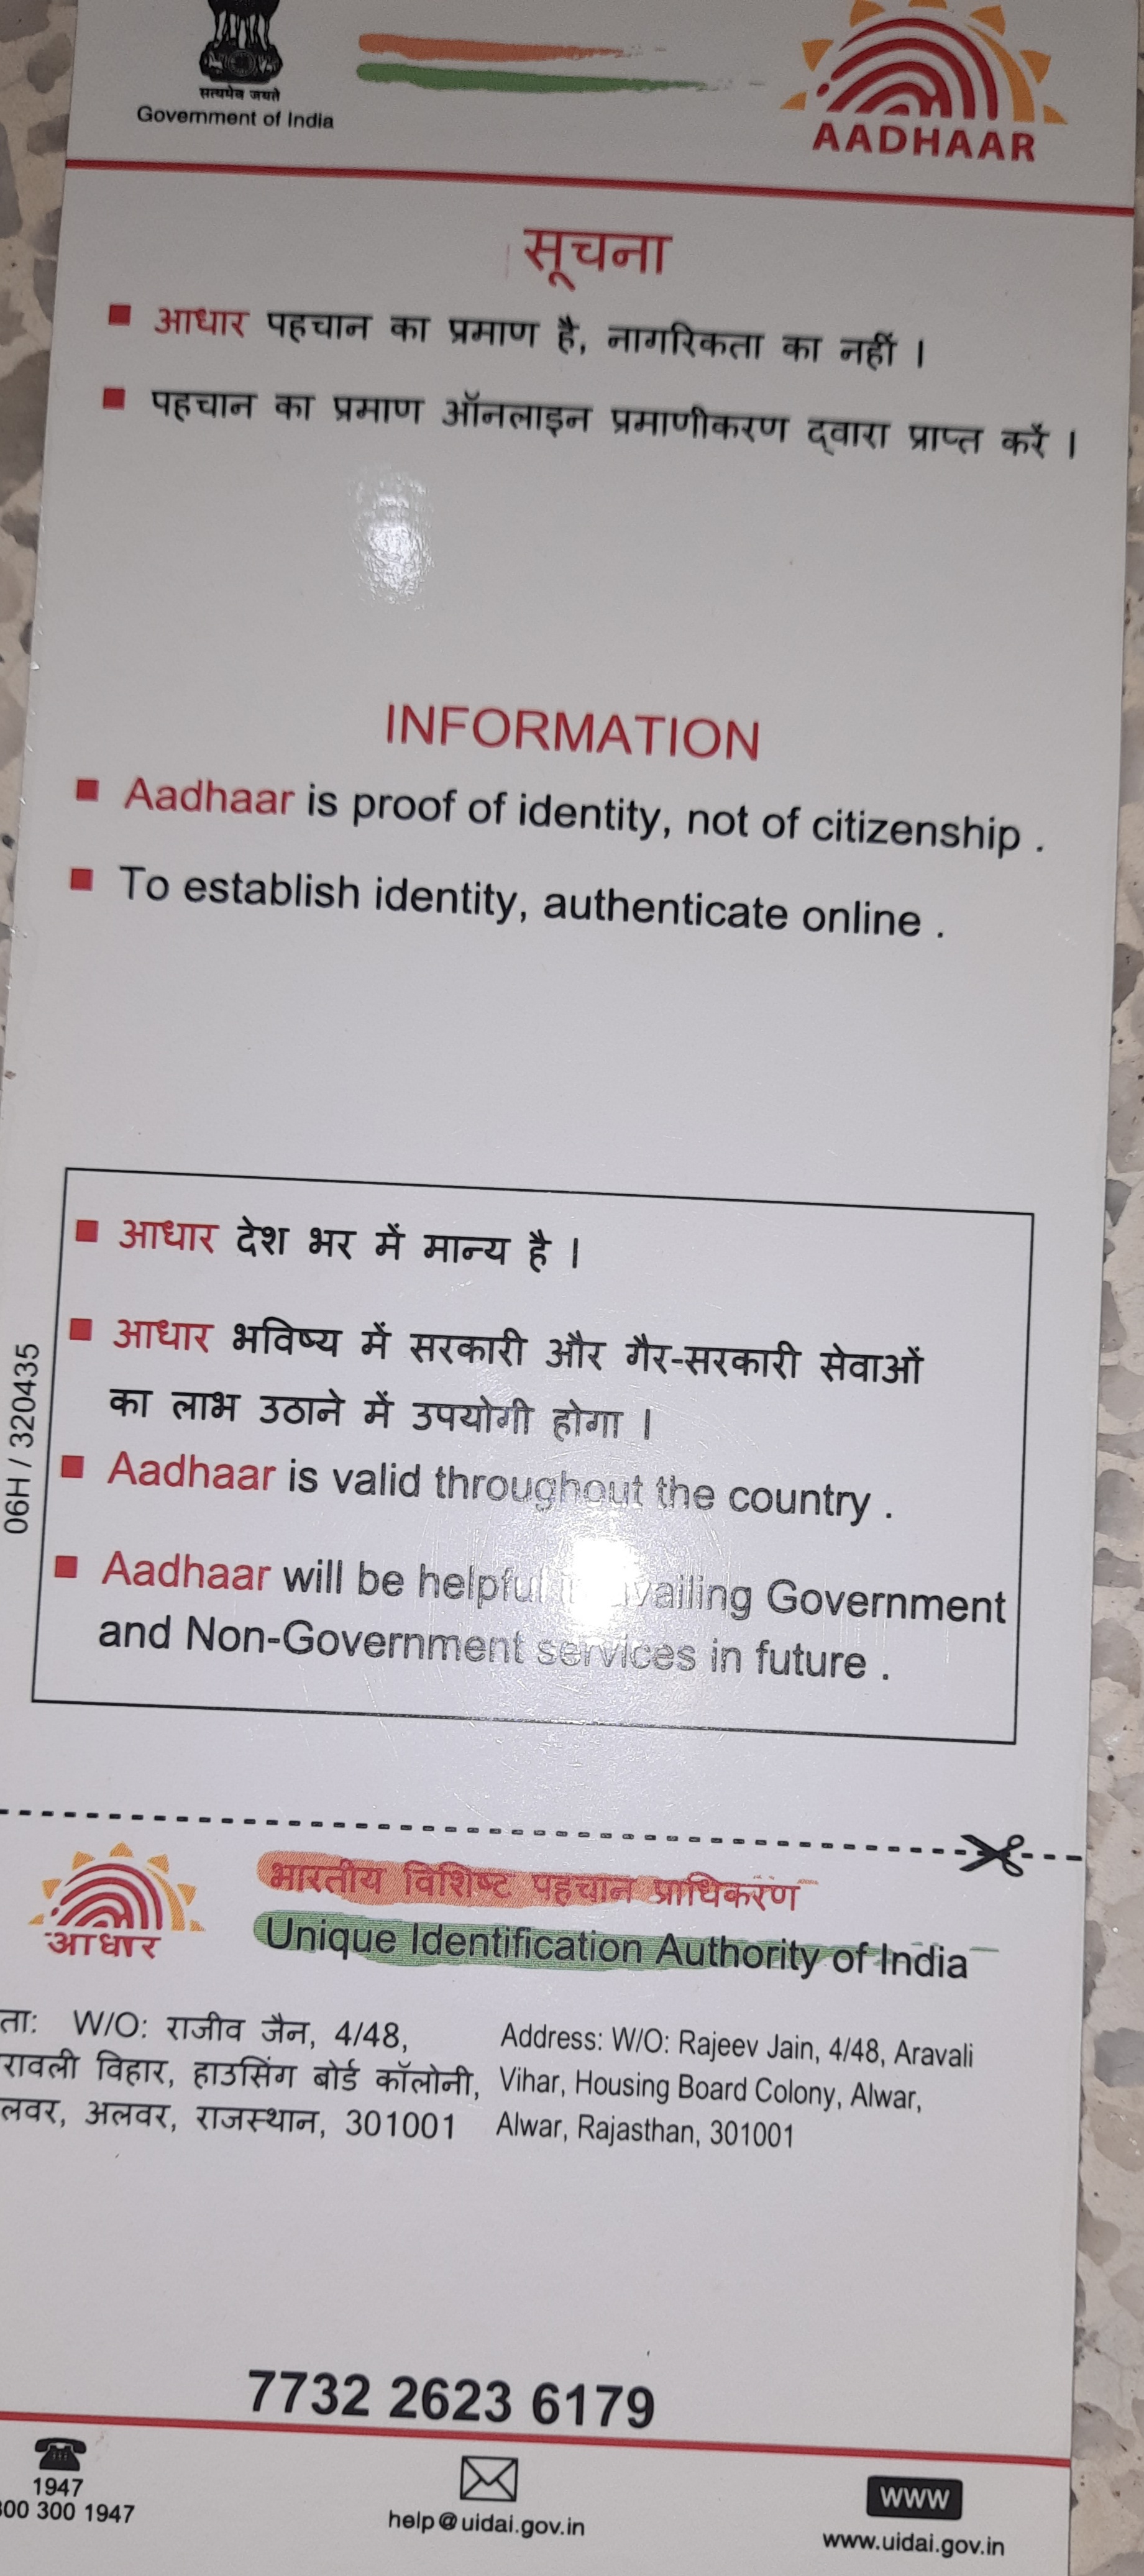 सत्यमेव जयते
Government of India
AADHAAR
सूचना
आधार पहचान का प्रमाण है, नागरिकता का नहीं ।
पहचान का प्रमाण ऑनलाइन प्रमाणीकरण द्वारा प्राप्त करें ।
INFORMATION
Aadhaar is proof of identity, not of citizenship .
To establish identity, authenticate online .
आधार देश भर में मान्य है ।
आधार भविष्य में सरकारी और गैर-सरकारी सेवाओं
का लाभ उठाने में उपयोगी होगा ।
Aadhaar is valid throughout the country .
Aadhaar will be helpful availing Government
and Non-Government services in future .
06H / 320435
आधार
भारतीय विशिष्ट पहचान प्राधिकरण
Unique Identification Authority of India
ता: W/O: राजीव जैन, 4/48,
रावली विहार, हाउसिंग बोर्ड कॉलोनी,
लवर, अलवर, राजस्थान, 301001
Address: W/O: Rajeev Jain, 4/48, Aravali
Vihar, Housing Board Colony, Alwar,
Alwar, Rajasthan, 301001
7732 2623 6179
1947
300 300 1947
help@uidai.gov.in
WWW
www.uidai.gov.in